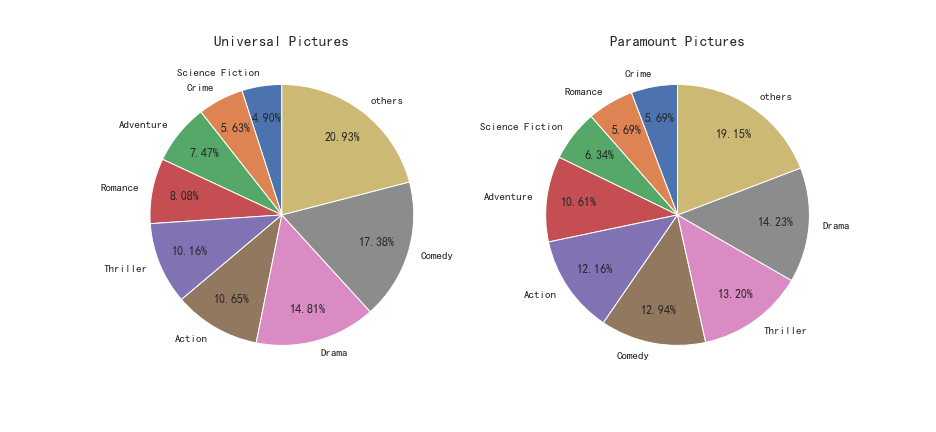 Universal Pictures
Science Fiction
4.90%
Crime
5.63%
Adventure
7.47%
Romance
8.08%
Thriller
10.16%
Action
10.65%
Drama
14.81%
Comedy
17.38%
others
20.93%
Paramount Pictures
Crime
5.69%
Romance
5.69%
Science Fiction
6.34%
Adventure
10.61%
Action
12.16%
Comedy
12.94%
Thriller
13.20%
Drama
14.23%
others
19.15%